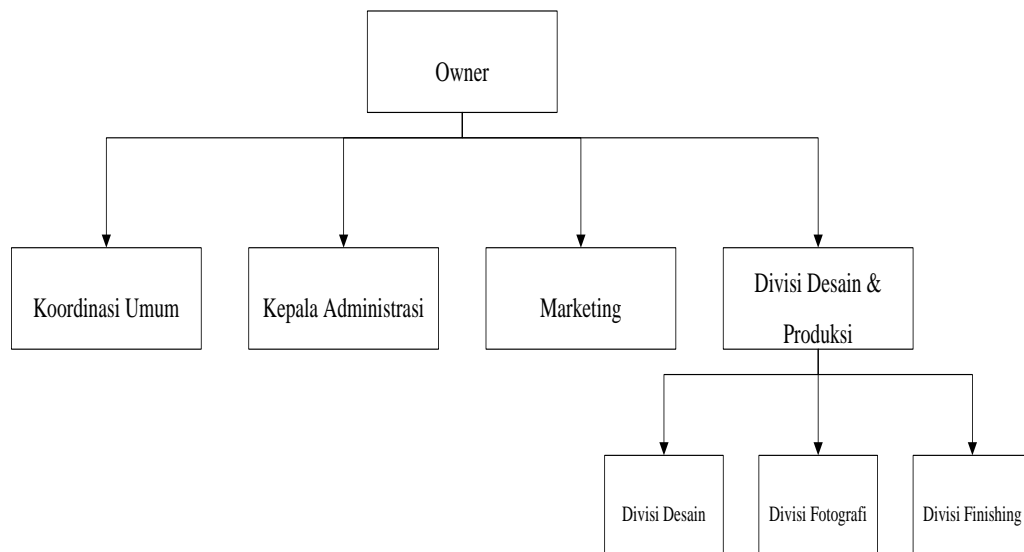 Owner
Koordinasi Umum
Kepala Administrasi
Marketing
Divisi Desain &
Produksi
Divisi Desain
Divisi Fotografi
Divisi Finishing